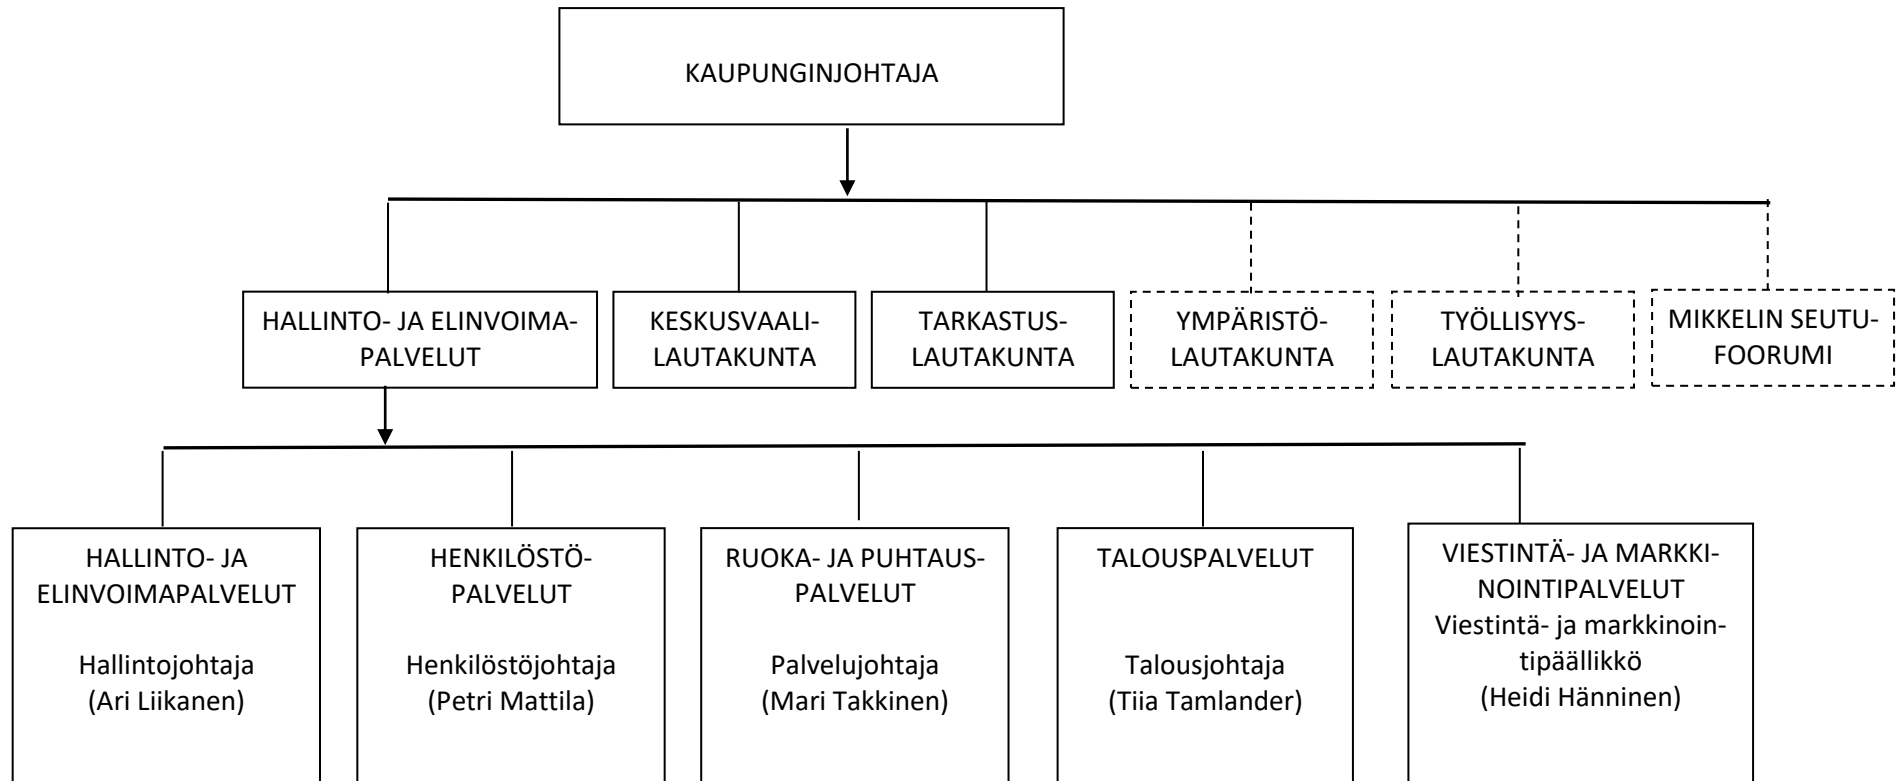 KAUPUNGINJOHTAJA
HALLINTO- JA ELINVOIMA-
PALVELUT
KESKUSVAALI-
LAUTAKUNTA
TARKASTUS-
LAUTAKUNTA
YMPÄRISTÖ-
LAUTAKUNTA
TYÖLLISYYS-
LAUTAKUNTA
MIKKELIN SEUTU-
FOORUMI
HALLINTO- JA
ELINVOIMAPALVELUT
Hallintojohtaja
(Ari Liikanen)
HENKILÖSTÖ-
PALVELUT
Henkilöstöjohtaja
(Petri Mattila)
RUOKA- JA PUHTAUS-
PALVELUT
Palvelujohtaja
(Mari Takkinen)
TALOUSPALVELUT
Talousjohtaja
(Tiia Tamlander)
VIESTINTÄ- JA MARKKI-
NOINTIPALVELUT
Viestintä- ja markkinoin-
tipäällikkö
(Heidi Hänninen)